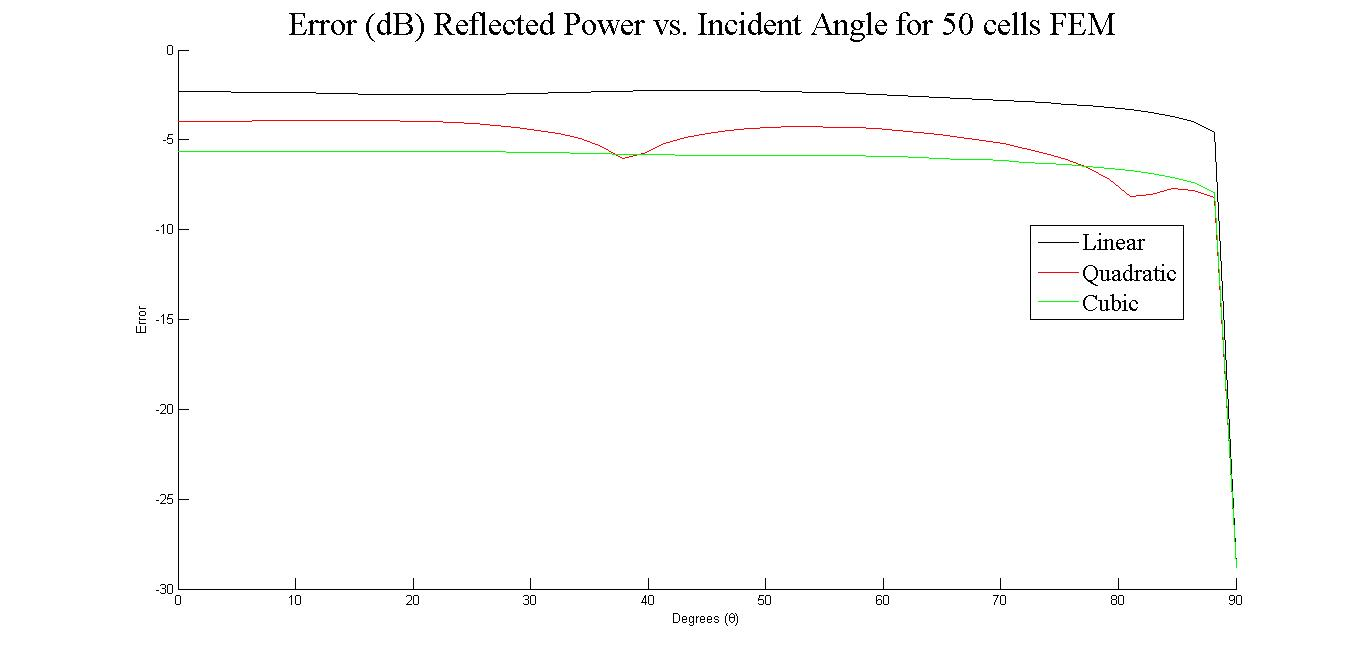 Error (dB) Reflected Power vs. Incident Angle for 50 cells FEM
0
-5
-10
-15
-20
-25
-30
Error
Linear
Quadratic
Cubic
0 10 20 30 40 50 60 70 80 90
Degrees (θ)